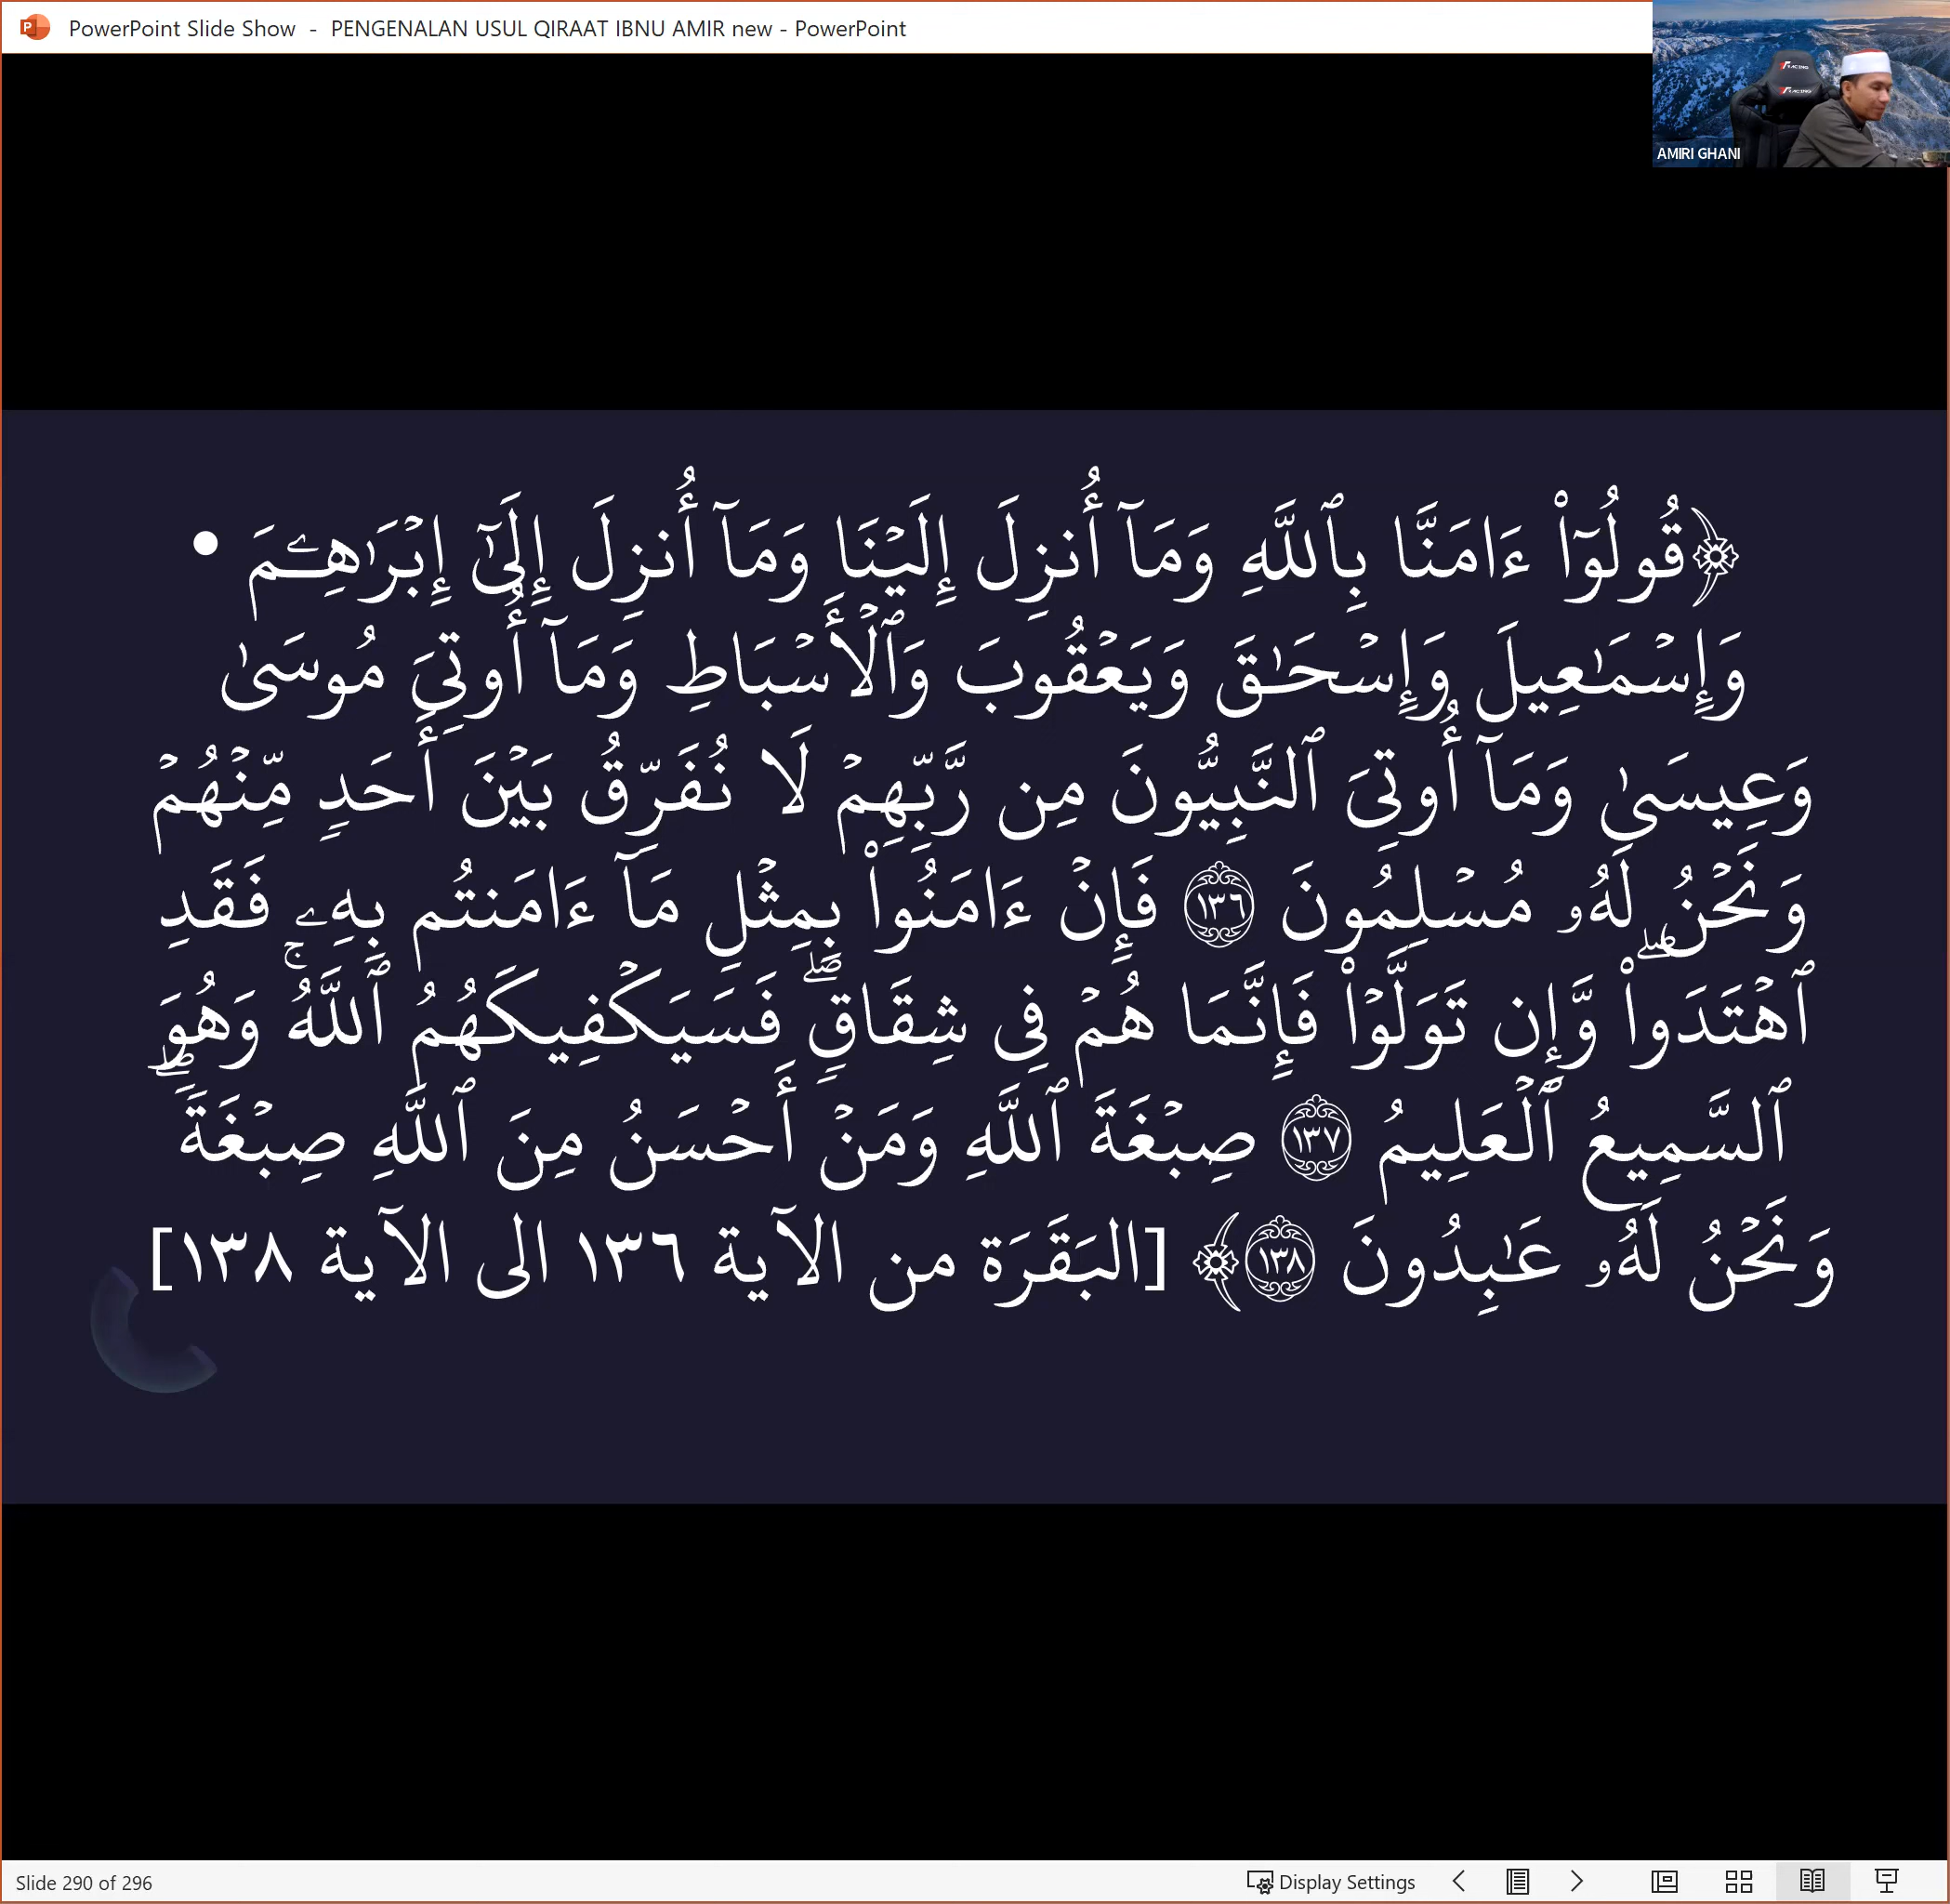 PowerPoint Slide Show - PENGENALAN USUL QIRAAT IBNU AMIR new - PowerPoint
AMIRI GHANI
• ﴿قُولُوٓاْ ءَامَنَّا بِٱللَّهِ وَمَآ أُنزِلَ إِلَيۡنَا وَمَآ أُنزِلَ إِلَىٰٓ إِبۡرَٰهِـۧمَ
وَإِسۡمَٰعِيلَ وَإِسۡحَٰقَ وَيَعۡقُوبَ وَٱلۡأَسۡبَاطِ وَمَآ أُوتِيَ مُوسَىٰ
وَعِيسَىٰ وَمَآ أُوتِيَ ٱلنَّبِيُّونَ مِن رَّبِّهِمۡ لَا نُفَرِّقُ بَيۡنَ أَحَدٖ مِّنۡهُمۡ
وَنَحۡنُ لَهُۥ مُسۡلِمُونَ ١٣٦ فَإِنۡ ءَامَنُواْ بِمِثۡلِ مَآ ءَامَنتُم بِهِۦ فَقَدِ
ٱهۡتَدَواْۖ وَّإِن تَوَلَّوۡاْ فَإِنَّمَا هُمۡ فِي شِقَاقٖۖ فَسَيَكۡفِيكَهُمُ ٱللَّهُۚ وَهُوَ
ٱلسَّمِيعُ ٱلۡعَلِيمُ ١٣٧ صِبۡغَةَ ٱللَّهِ وَمَنۡ أَحۡسَنُ مِنَ ٱللَّهِ صِبۡغَةٗۖ
وَنَحۡنُ لَهُۥ عَٰبِدُونَ ١٣٨﴾ [البَقَرَة من الآية ١٣٦ الى الآية ١٣٨]
Slide 290 of 296
Display Settings